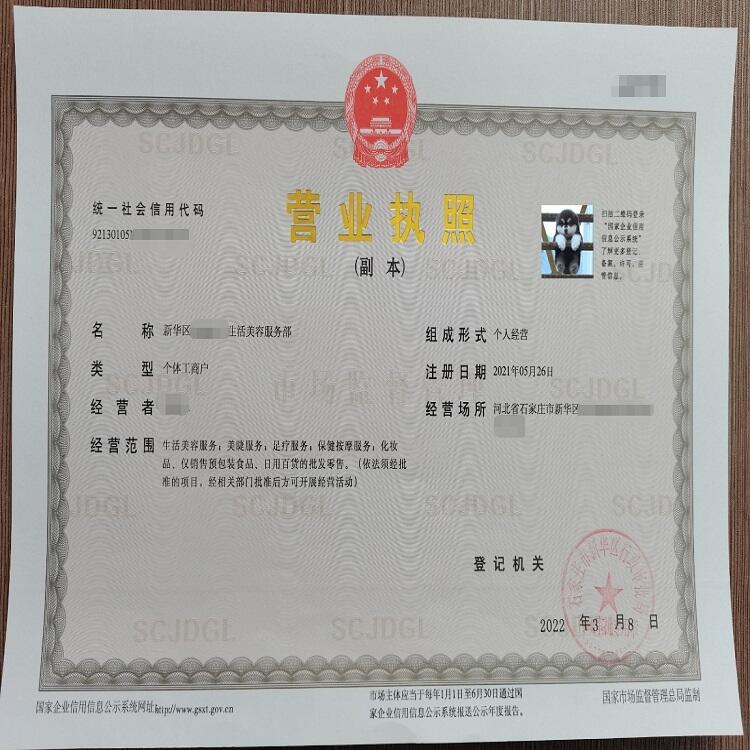 统一社会信用代码
92130105
营业执照
(副 本)
扫描二维码登录
"国家企业信用
信息公示系统"
了解更多登记、
备案、许可、监
管信息。
名 称 新华区 生活美容服务部
类 型 个体工商户
经 营 者
经营范围 生活美容服务；美睫服务；足疗服务；保健按摩服务；化妆
品、仅销售预包装食品、日用百货的批发零售。（依法须经批
准的项目，经相关部门批准后方可开展经营活动）
组成形式 个人经营
注册日期 2021年05月26日
经营场所 河北省石家庄市新华区
SCJDGL
市场监督
登记机关
2022 年3 月8 日
国家企业信用信息公示系统网址http://www.gsxt.gov.cn
市场主体应当于每年1月1日至6月30日通过国
家企业信用信息公示系统报送公示年度报告。
国家市场监督管理总局监制